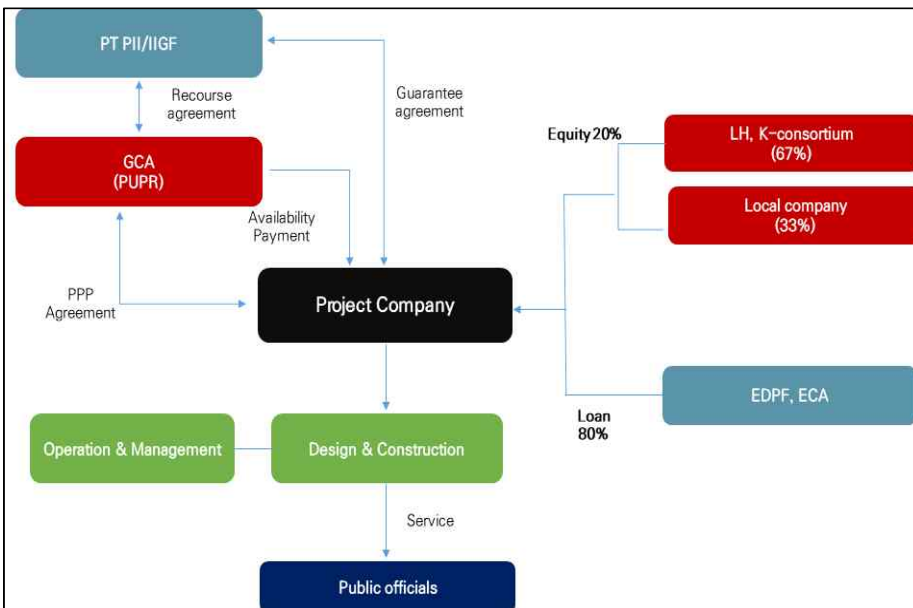 PT PII/IIGF
Recourse
agreement
Guarantee
agreement
GCA
(PUPR)
Equity 20%
LH, K-consortium
(67%)
Local company
(33%)
Availability
Payment
PPP
Agreement
Project Company
EDPF, ECA
Loan
80%
Operation & Management
Design & Construction
Service
Public officials